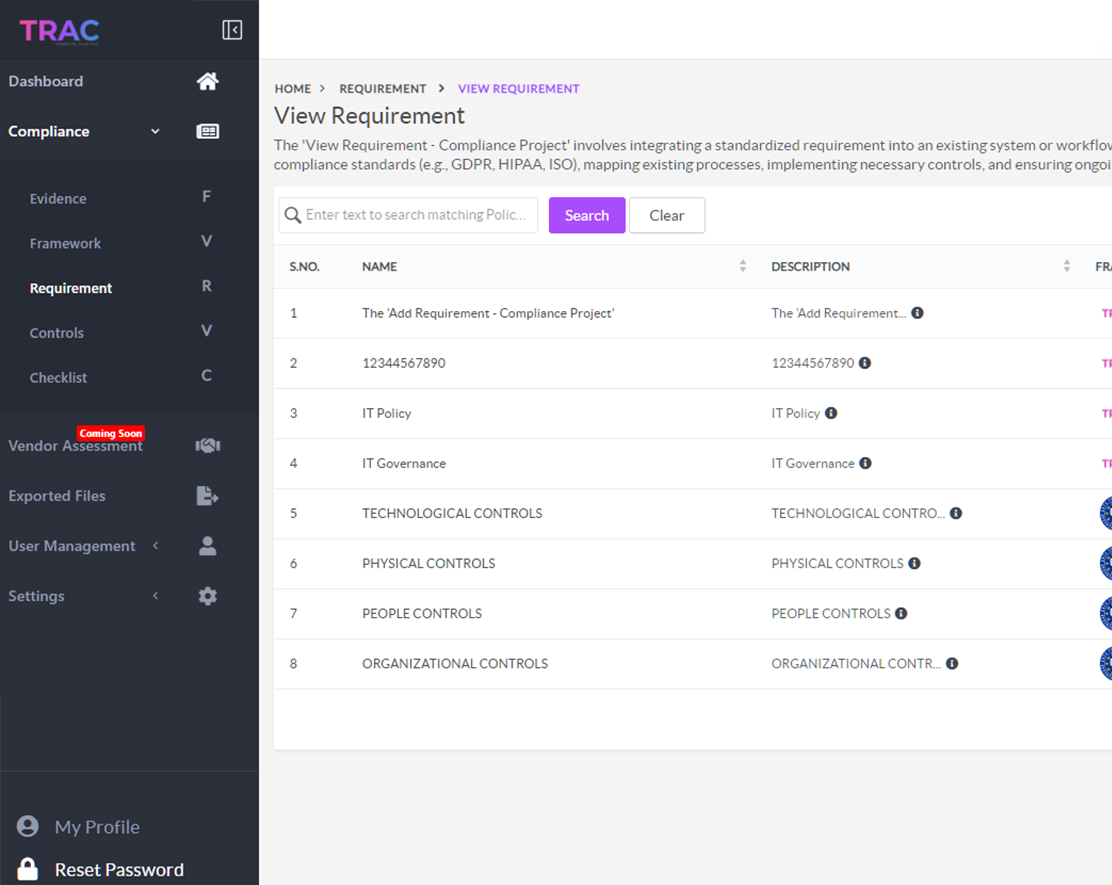 TRAC
Dashboard
Compliance
Evidence F
Framework V
Requirement R
Controls V
Checklist C
Coming Soon
Vendor Assessment
Exported Files
User Management
Settings
My Profile
Reset Password
HOME > REQUIREMENT > VIEW REQUIREMENT
View Requirement
The 'View Requirement - Compliance Project' involves integrating a standardized requirement into an existing system or workflow
compliance standards (e.g., GDPR, HIPAA, ISO), mapping existing processes, implementing necessary controls, and ensuring ongoi
Enter text to search matching Polic... Search Clear
S.NO. NAME DESCRIPTION FRA
1 The 'Add Requirement - Compliance Project' The 'Add Requirement...
2 12344567890 12344567890
3 IT Policy IT Policy
4 IT Governance IT Governance
5 TECHNOLOGICAL CONTROLS TECHNOLOGICAL CONTRO...
6 PHYSICAL CONTROLS PHYSICAL CONTROLS
7 PEOPLE CONTROLS PEOPLE CONTROLS
8 ORGANIZATIONAL CONTROLS ORGANIZATIONAL CONTR...